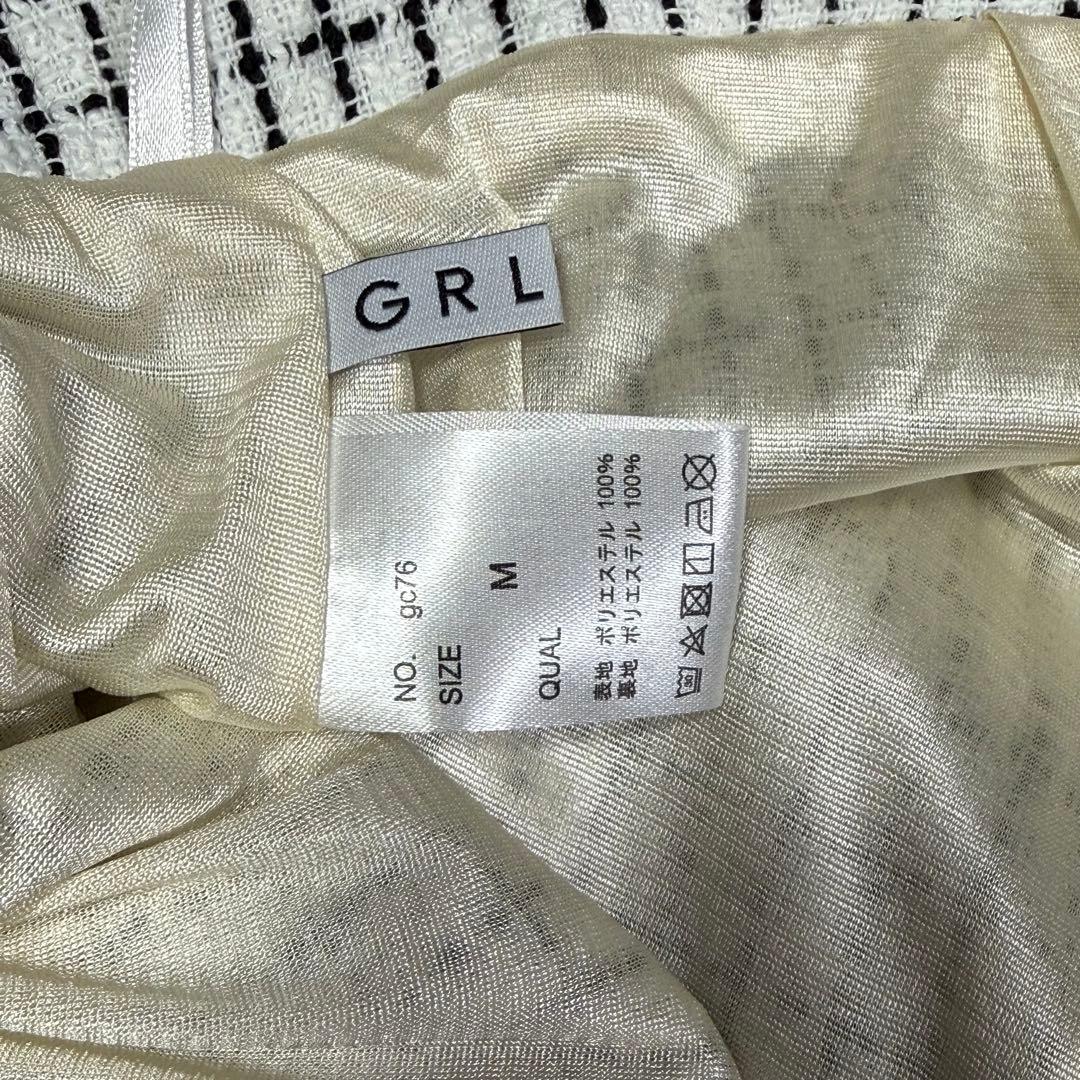 GRL
NO. gc76
SIZE M
QUAL
表地 ポリエステル 100%
裏地 ポリエステル 100%